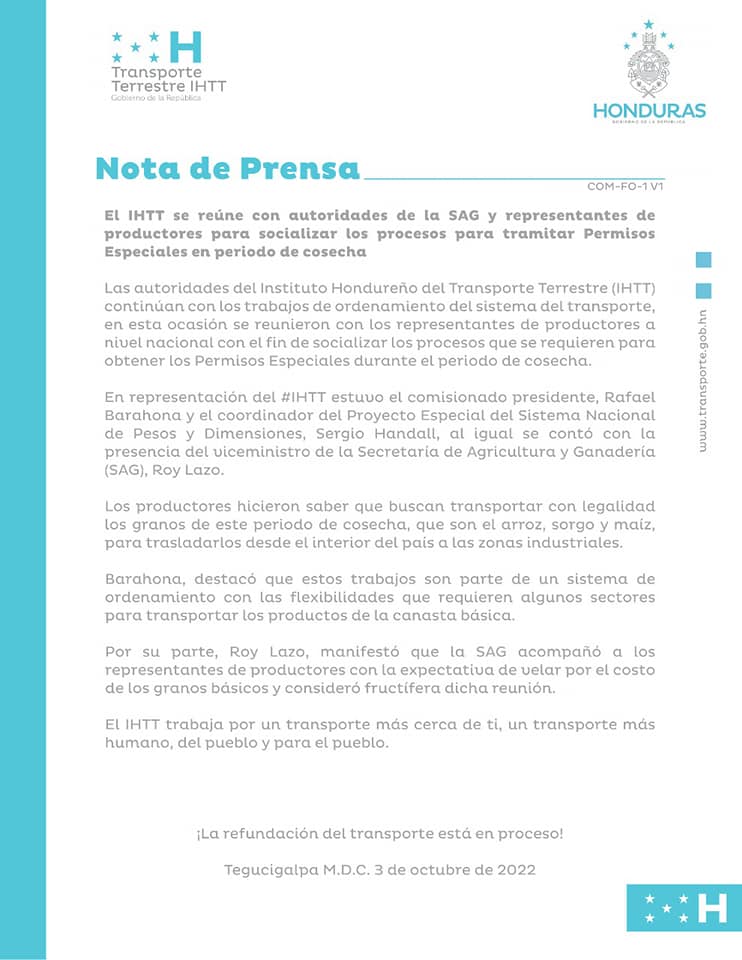 H
Transporte
Terrestre IHTT
Gobierno de la República
HONDURAS
GOBIERNO DE LA REPÚBLICA
Nota de Prensa
COM-FO-1 V1
El IHTT se reúne con autoridades de la SAG y representantes de
productores para socializar los procesos para tramitar Permisos
Especiales en periodo de cosecha
Las autoridades del Instituto Hondureño del Transporte Terrestre (IHTT)
continúan con los trabajos de ordenamiento del sistema del transporte,
en esta ocasión se reunieron con los representantes de productores a
nivel nacional con el fin de socializar los procesos que se requieren para
obtener los Permisos Especiales durante el periodo de cosecha.
En representación del #IHTT estuvo el comisionado presidente, Rafael
Barahona y el coordinador del Proyecto Especial del Sistema Nacional
de Pesos y Dimensiones, Sergio Handall, al igual se contó con la
presencia del viceministro de la Secretaria de Agricultura y Ganadería
(SAG), Roy Lazo.
Los productores hicieron saber que buscan transportar con legalidad
los granos de este periodo de cosecha, que son el arroz, sorgo y maíz,
para trasladarlos desde el interior del país a las zonas industriales.
Barahona, destacó que estos trabajos son parte de un sistema de
ordenamiento con las flexibilidades que requieren algunos sectores
para transportar los productos de la canasta básica.
Por su parte, Roy Lazo, manifestó que la SAG acompañó a los
representantes de productores con la expectativa de velar por el costo
de los granos básicos y consideró fructífera dicha reunión.
El IHTT trabaja por un transporte más cerca de ti, un transporte más
humano, del pueblo y para el pueblo.
¡La refundación del transporte está en proceso!
Tegucigalpa M.D.C. 3 de octubre de 2022
www.transporte.gob.hn
H